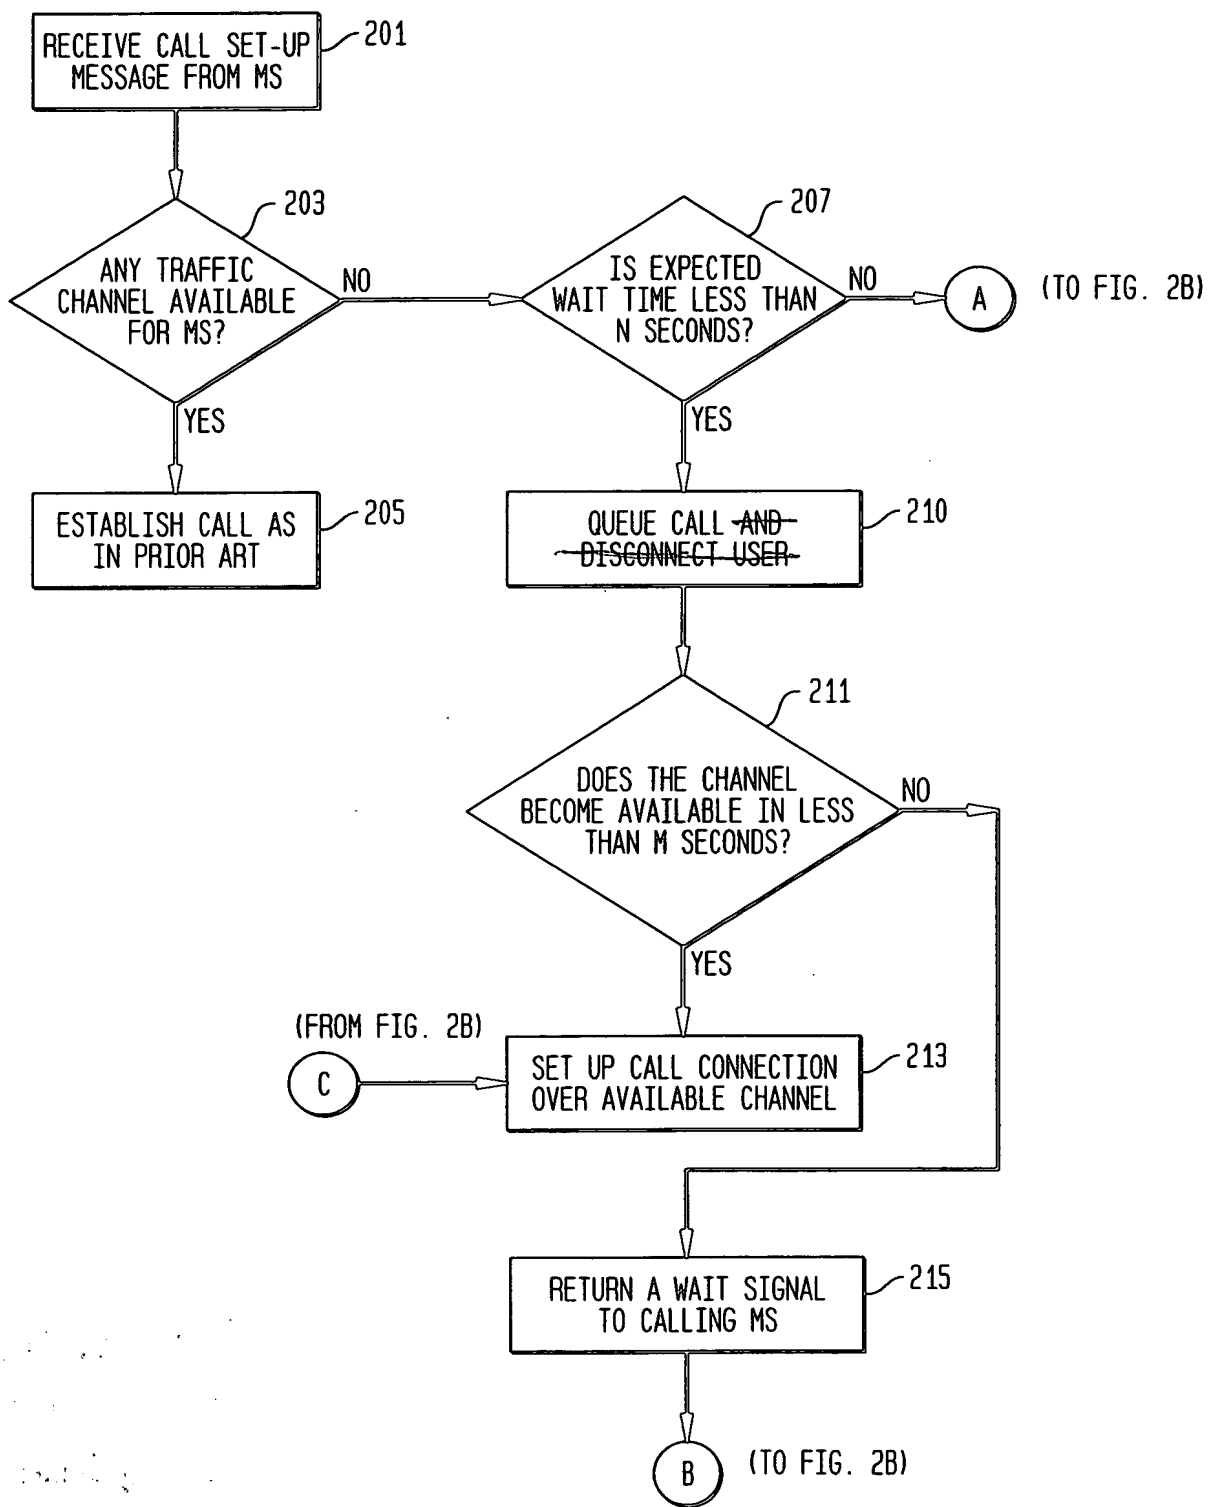 RECEIVE CALL SET-UP
MESSAGE FROM MS
201
203
ANY TRAFFIC
CHANNEL AVAILABLE
FOR MS?
NO
YES
207
IS EXPECTED
WAIT TIME LESS THAN
N SECONDS?
NO
A
(TO FIG. 2B)
YES
ESTABLISH CALL AS
IN PRIOR ART
205
QUEUE CALL AND
DISCONNECT USER
210
211
DOES THE CHANNEL
BECOME AVAILABLE IN LESS
THAN M SECONDS?
NO
YES
(FROM FIG. 2B)
C
SET UP CALL CONNECTION
OVER AVAILABLE CHANNEL
213
RETURN A WAIT SIGNAL
TO CALLING MS
215
B
(TO FIG. 2B)